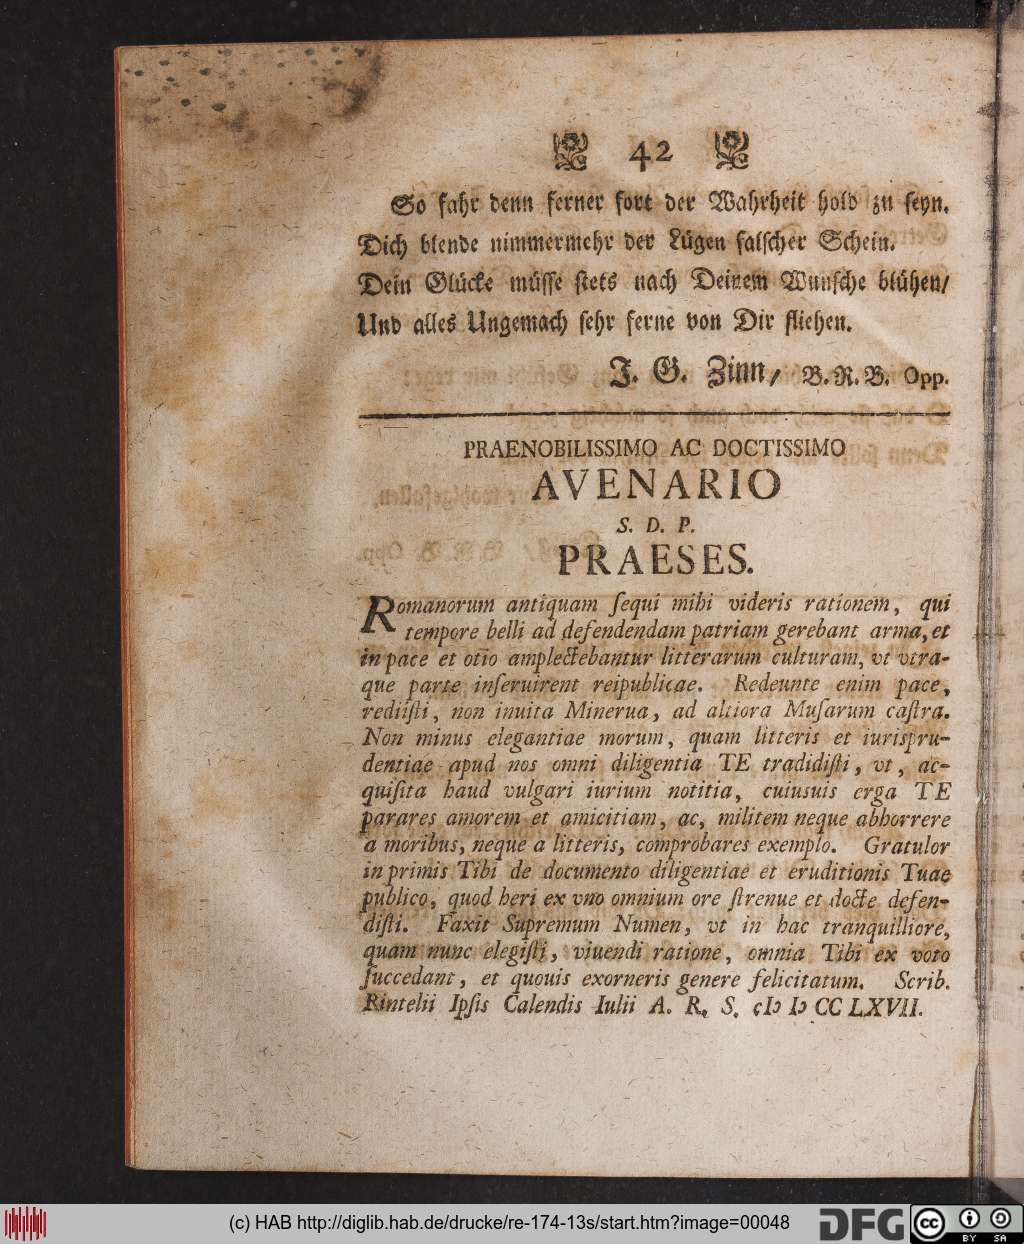 42
So fahr denn ferner fort der Wahrheit hold zu seyn.
Dich blende nimmermehr der Lügen falscher Schein.
Dein Glücke müsse stets nach Deinem Wunsche blühen/
Und alles Ungemach sehr ferne von Dir fliehen.
J. G. Zinn, B. R. B. Opp.
PRAENOBILISSIMO AC DOCTISSIMO
AVENARIO
S. D. P.
PRAESES.
Romanorum antiquam ſequi mihi videris rationem, qui
tempore belli ad defendendam patriam gerebant arma, et
in pace et otio amplectebantur litterarum culturam, vt vtra-
que parte inſeruirent reipublicae. Redeunte enim pace,
rediiſti, non inuita Minerua, ad altiora Muſarum caſtra.
Non minus elegantiae morum, quam litteris et iurispru-
dentiae apud nos omni diligentia TE tradidiſti, vt, ac-
quiſita haud vulgari iurium notitia, cuiusuis erga TE
parares amorem et amicitiam, ac, militem neque abhorrere
a moribus, neque a litteris, comprobares exemplo. Gratulor
in primis Tibi de documento diligentiae et eruditionis Tuae
publico, quod heri ex vno omnium ore ſtrenue et docte defen-
diſti. Faxit Supremum Numen, vt in hac tranquilliore,
quam nunc elegiſti, viuendi ratione, omnia Tibi ex voto
ſuccedant, et quouis exorneris genere felicitatum. Scrib.
Rintelii Ipſis Calendis Iulii A. R. S. cIↄ Iↄ CC LXVII.
(c) HAB http://diglib.hab.de/drucke/re-174-13s/start.htm?image=00048
DFG
cc BY SA